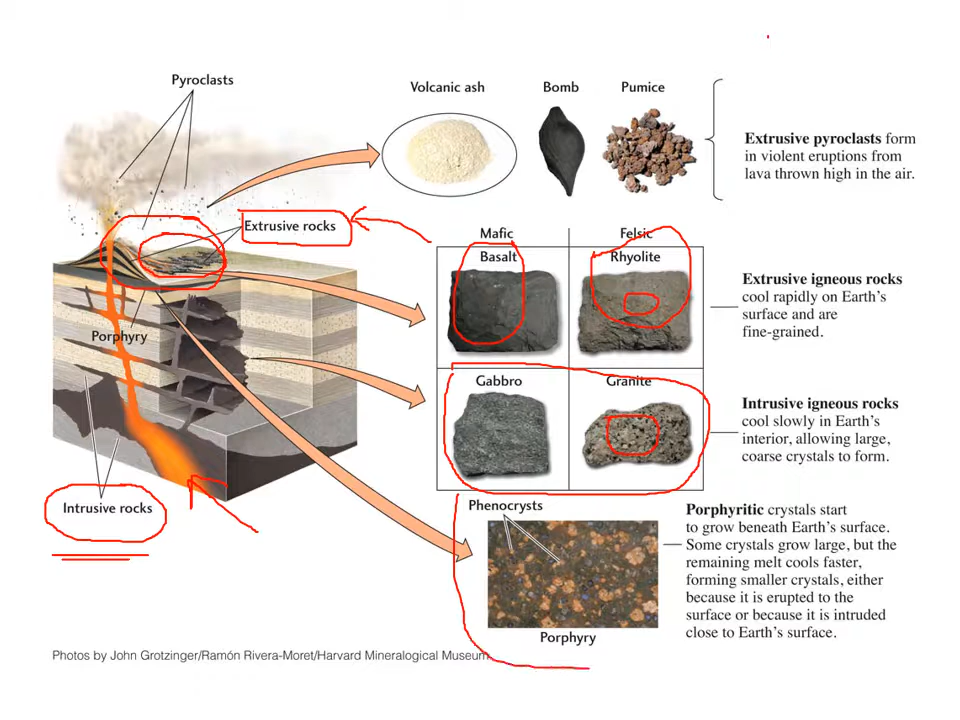 Pyroclasts
Volcanic ash
Bomb
Pumice
Extrusive pyroclasts form
in violent eruptions from
lava thrown high in the air.
Extrusive rocks
Mafic
Felsic
Basalt
Rhyolite
Extrusive igneous rocks
cool rapidly on Earth's
surface and are
fine-grained.
Porphyry
Gabbro
Granite
Intrusive igneous rocks
cool slowly in Earth's
interior, allowing large,
coarse crystals to form.
Intrusive rocks
Phenocrysts
Porphyry
Porphyritic crystals start
to grow beneath Earth's surface.
Some crystals grow large, but the
remaining melt cools faster,
forming smaller crystals, either
because it is erupted to the
surface or because it is intruded
close to Earth's surface.
Photos by John Grotzinger/Ramón Rivera-Moret/Harvard Mineralogical Museum